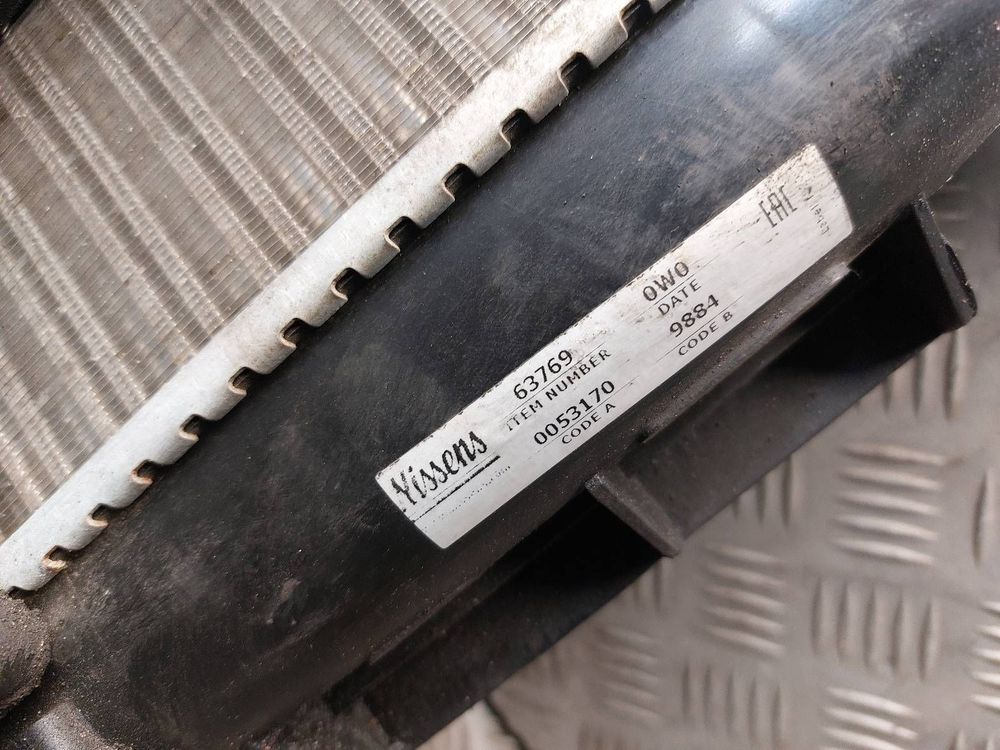 Nissens
63769
ITEM NUMBER
0053170
CODE A
0W0
DATE
9884
CODE B
EAC